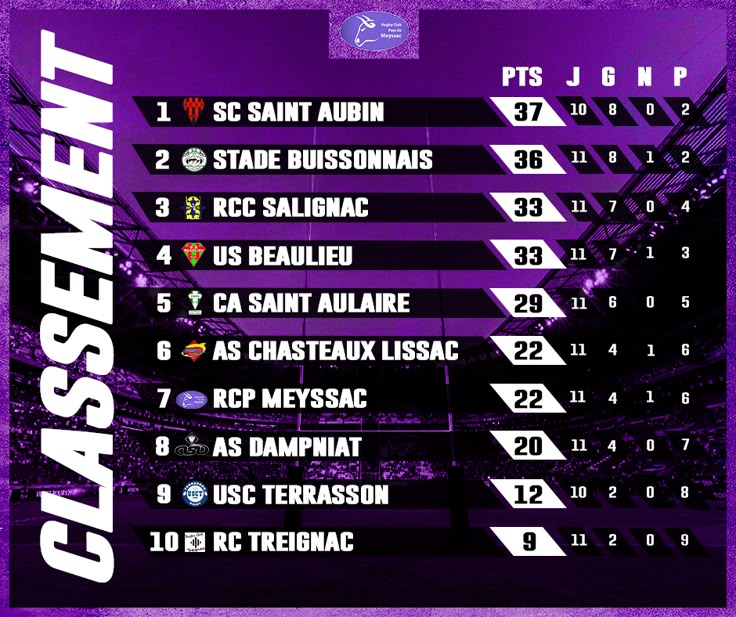 Rugby Club
Pays de
Meyssac
CLASSEMENT
PTS J G N P
1 SC SAINT AUBIN 37 10 8 0 2
2 STADE BUISSONNAIS 36 11 8 1 2
3 RCC SALIGNAC 33 11 7 0 4
4 US BEAULIEU 33 11 7 1 3
5 CA SAINT AULAIRE 29 11 6 0 5
6 AS CHASTEAUX LISSAC 22 11 4 1 6
7 RCP MEYSSAC 22 11 4 1 6
8 AS DAMPNIAT 20 11 4 0 7
9 USCT USC TERRASSON 12 10 2 0 8
10 RC TREIGNAC 9 11 2 0 9